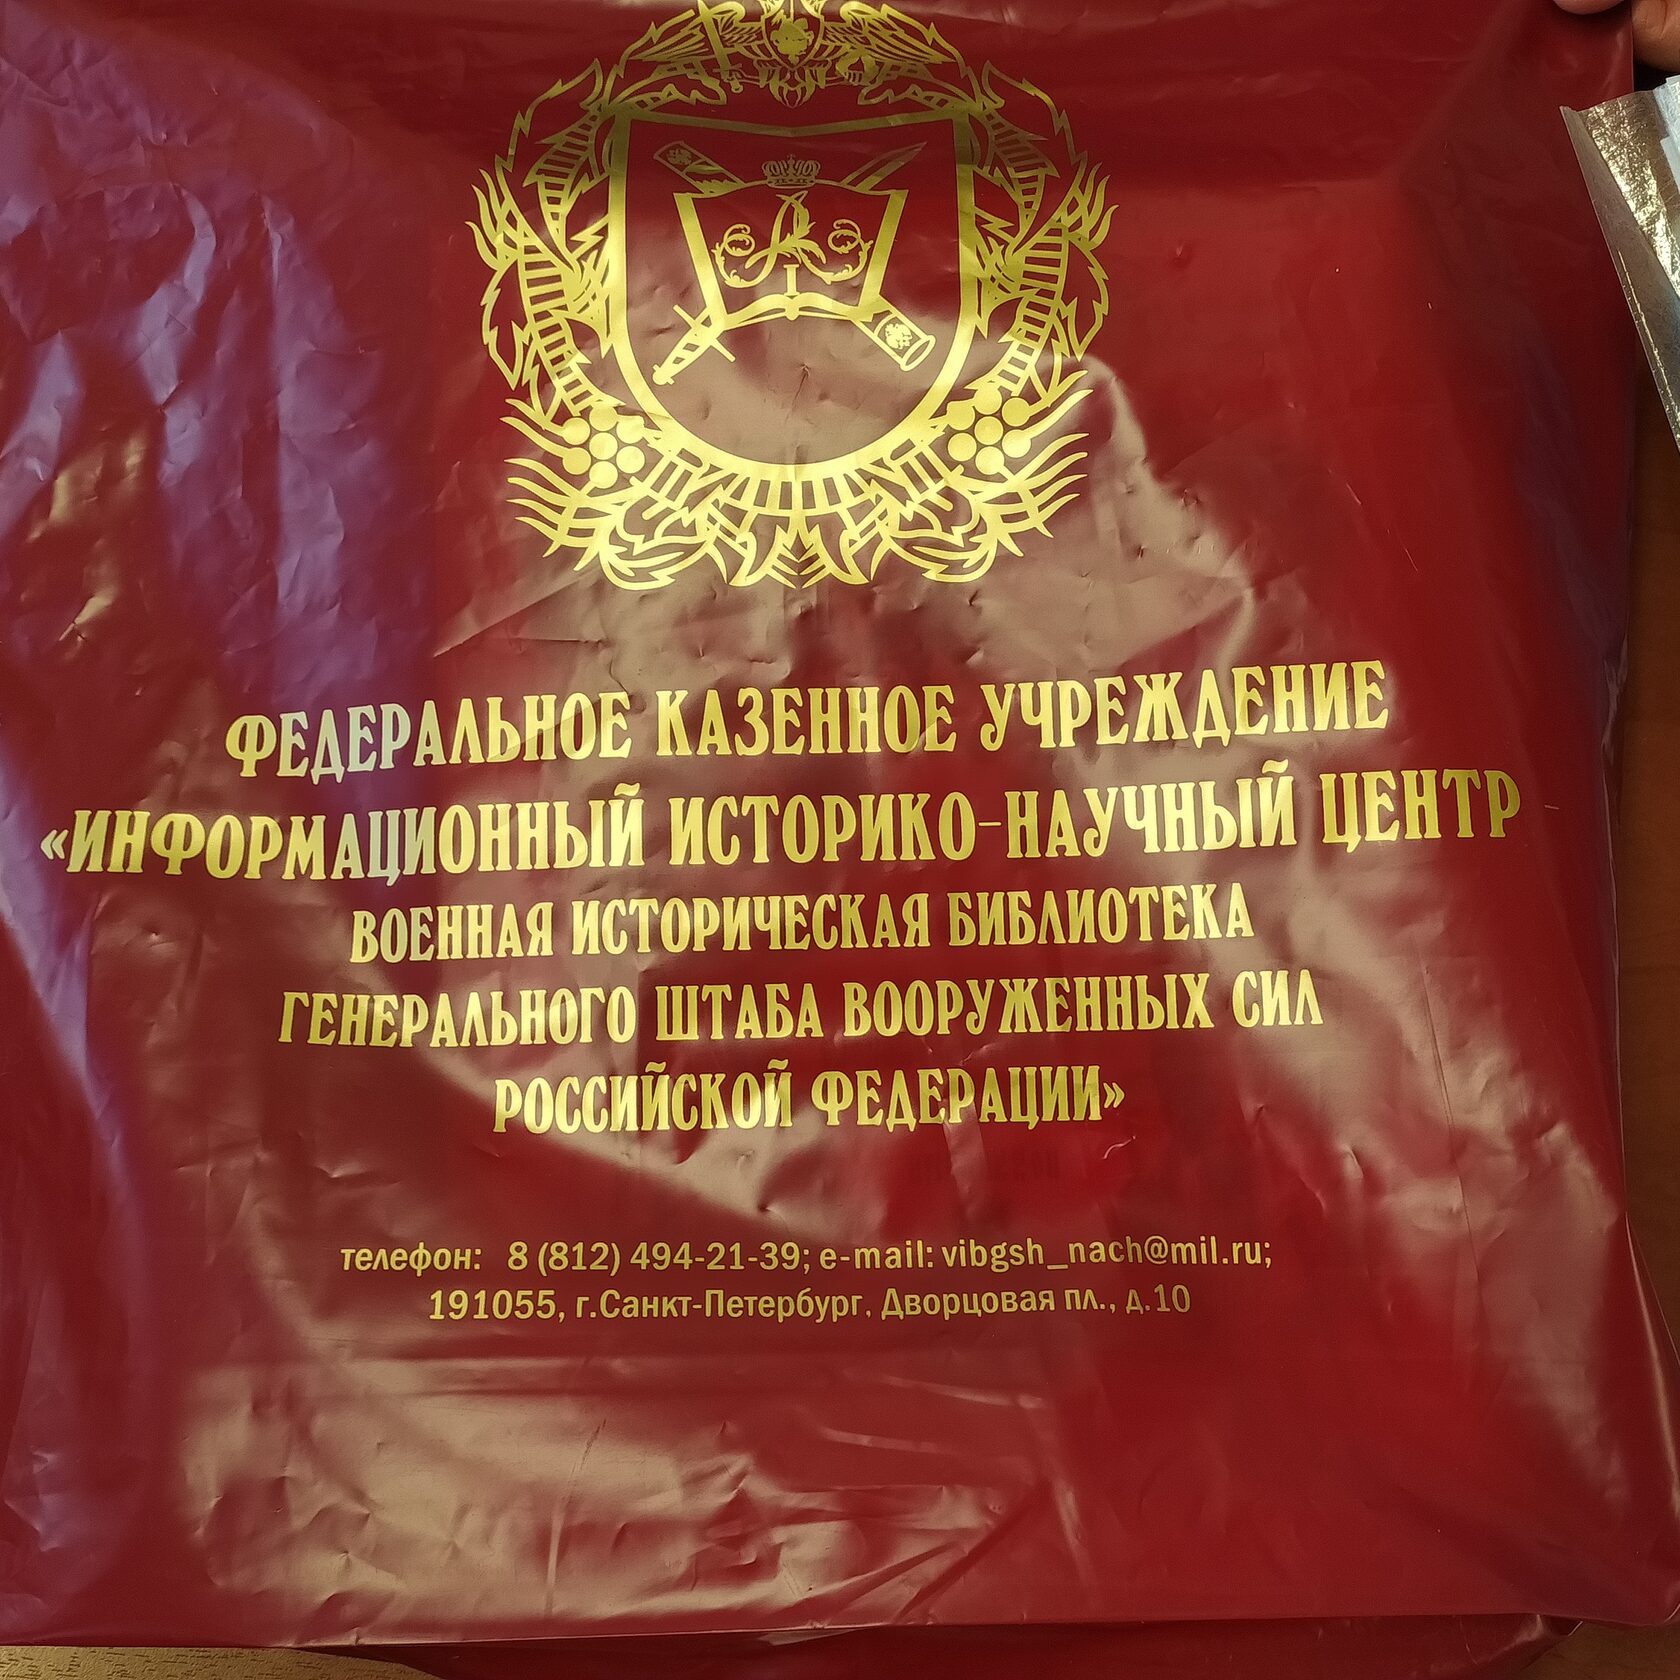 ФЕДЕРАЛЬНОЕ КАЗЕННОЕ УЧРЕЖДЕНИЕ
«ИНФОРМАЦИОННЫЙ ИСТОРИКО-НАУЧНЫЙ ЦЕНТР
ВОЕННАЯ ИСТОРИЧЕСКАЯ БИБЛИОТЕКА
ГЕНЕРАЛЬНОГО ШТАБА ВООРУЖЕННЫХ СИЛ
РОССИЙСКОЙ ФЕДЕРАЦИИ»
телефон: 8 (812) 494-21-39; e-mail: vibgsh_nach@mil.ru;
191055, г.Санкт-Петербург, Дворцовая пл., д.10